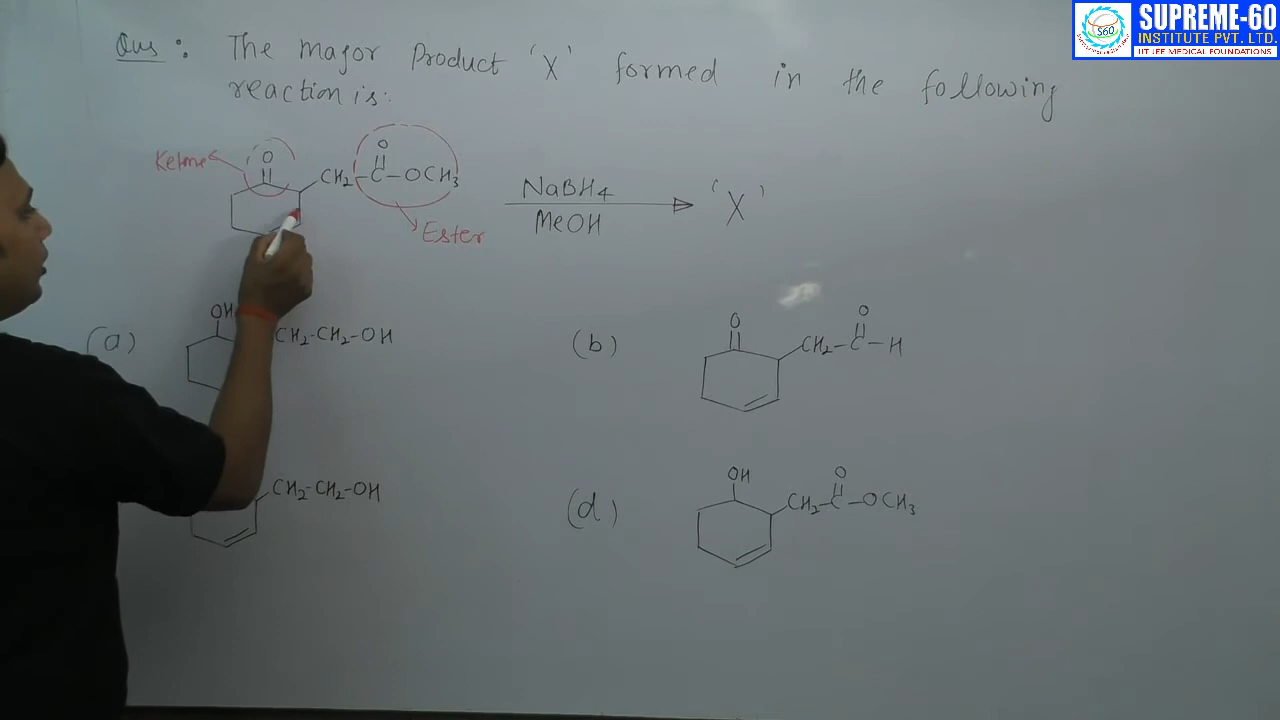 SUPREME-60
INSTITUTE PVT. LTD.
IIT JEE MEDICAL FOUNDATIONS
S60
Ques : The major Product 'X' formed in the following
reaction is:
Ketone
O
CH2-C-OCH3
O
Ester
NaBH4
MeOH
'X'
(a)
OH
CH2-CH2-OH
(b)
O
CH2-C-H
O
CH2-CH2-OH
(d)
OH
CH2-C-OCH3
O